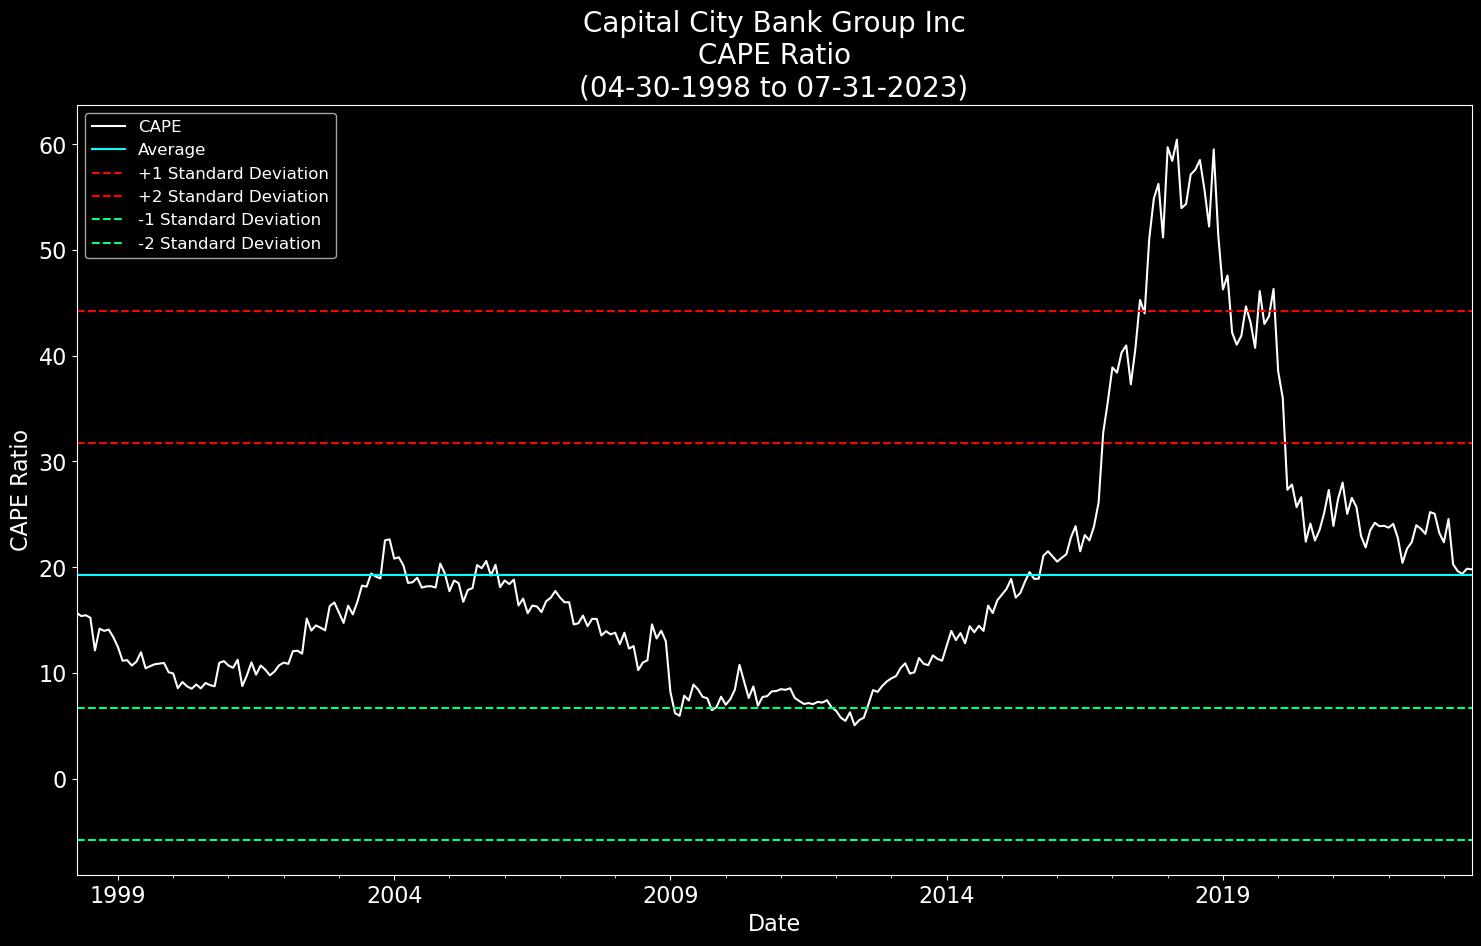 Capital City Bank Group Inc
CAPE Ratio
(04-30-1998 to 07-31-2023)
CAPE
Average
+1 Standard Deviation
+2 Standard Deviation
-1 Standard Deviation
-2 Standard Deviation
CAPE Ratio
60
50
40
30
20
10
0
1999 2004 2009 2014 2019
Date